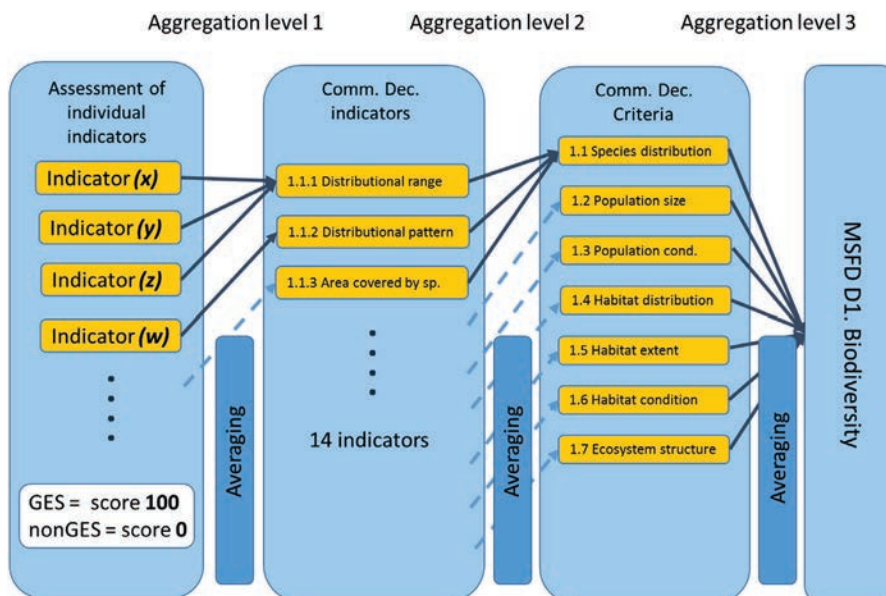 Aggregation level 1
Aggregation level 2
Aggregation level 3
Assessment of
individual
indicators
Indicator (x)
Indicator (y)
Indicator (z)
Indicator (w)
GES = score 100
nonGES = score 0
Averaging
Comm. Dec.
indicators
1.1.1 Distributional range
1.1.2 Distributional pattern
1.1.3 Area covered by sp.
14 indicators
Averaging
Comm. Dec.
Criteria
1.1 Species distribution
1.2 Population size
1.3 Population cond.
1.4 Habitat distribution
1.5 Habitat extent
1.6 Habitat condition
1.7 Ecosystem structure
Averaging
MSFD D1. Biodiversity